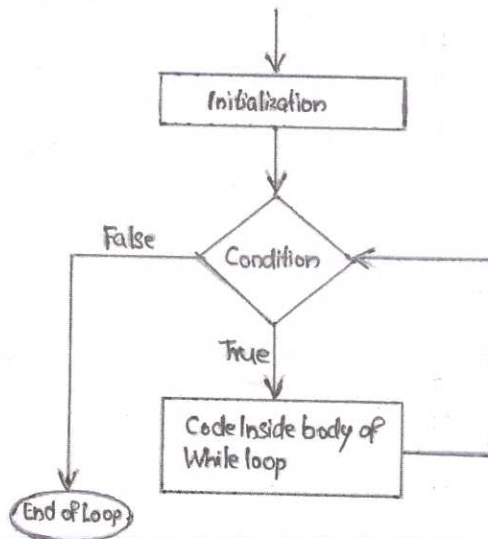 Initialization
False
Condition
True
Code Inside body of
While loop
End of Loop